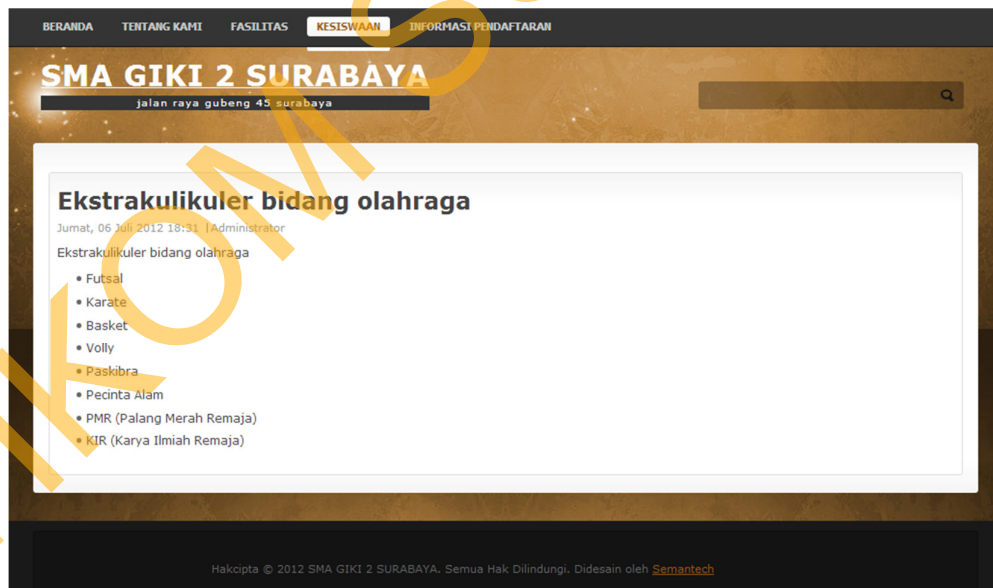 BERANDA TENTANG KAMI FASILITAS KESISWAAN INFORMASI PENDAFTARAN
SMA GIKI 2 SURABAYA
jalan raya gubeng 45 surabaya
Ekstrakulikuler bidang olahraga
Jumat, 06 Juli 2012 18:31 | Administrator
Ekstrakulikuler bidang olahraga
• Futsal
• Karate
• Basket
• Volly
• Paskibra
• Pecinta Alam
• PMR (Palang Merah Remaja)
• KIR (Karya Ilmiah Remaja)
Hakcipta © 2012 SMA GIKI 2 SURABAYA. Semua Hak Dilindungi. Didesain oleh Semantech
IKOM S